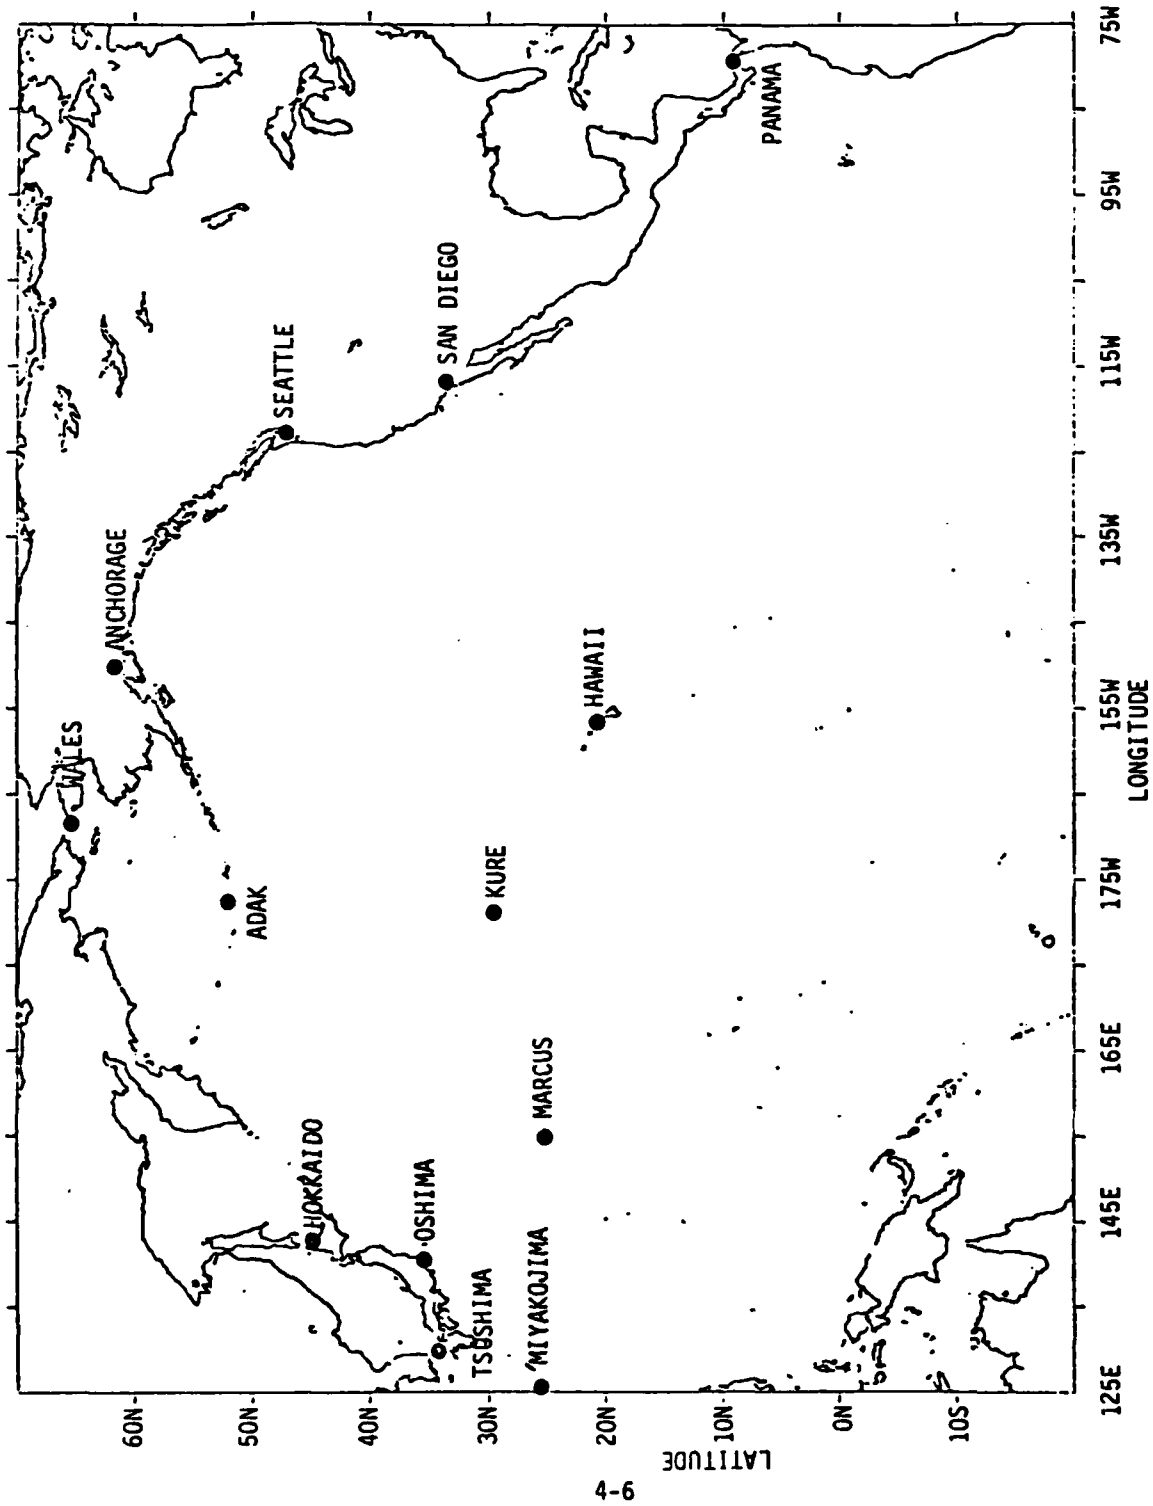 WALES
ANCHORAGE
ADAK
SEATTLE
SAN DIEGO
HOKKAIDO
OSHIMA
TSUSHIMA
KURE
MARCUS
MIYAKOJIMA
HAWAII
PANAMA
60N
50N
40N
30N
20N
10N
0N
10S
LATITUDE
125E
145E
165E
175W
155W
135W
115W
95W
75W
LONGITUDE
4-6